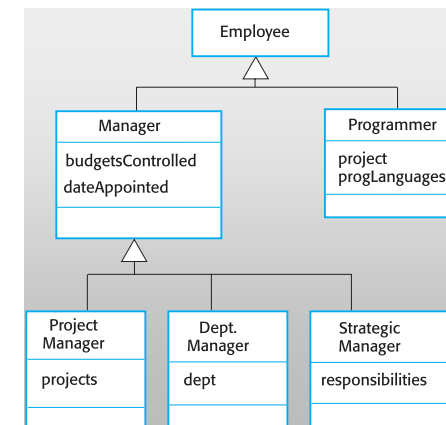 Employee
Manager
budgetsControlled
dateAppointed
Programmer
project
progLanguages
Project
Manager
projects
Dept.
Manager
dept
Strategic
Manager
responsibilities